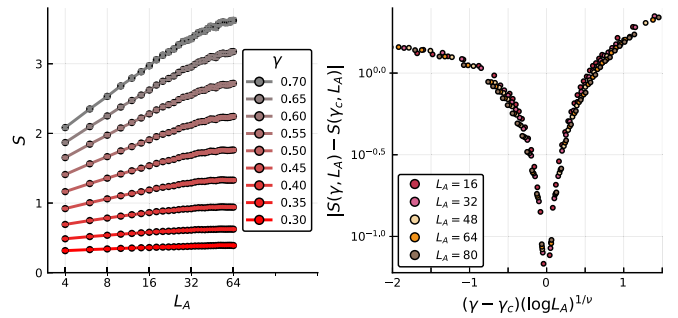 S
3
2
1
0
4
8
16
32
64
L_A
γ
0.70
0.65
0.60
0.55
0.50
0.45
0.40
0.35
0.30
|S(γ, L_A) − S(γ_c, L_A)|
10^{0.0}
10^{−0.5}
10^{−1.0}
L_A = 16
L_A = 32
L_A = 48
L_A = 64
L_A = 80
−2
−1
0
1
(γ − γ_c)(logL_A)^{1/ν}